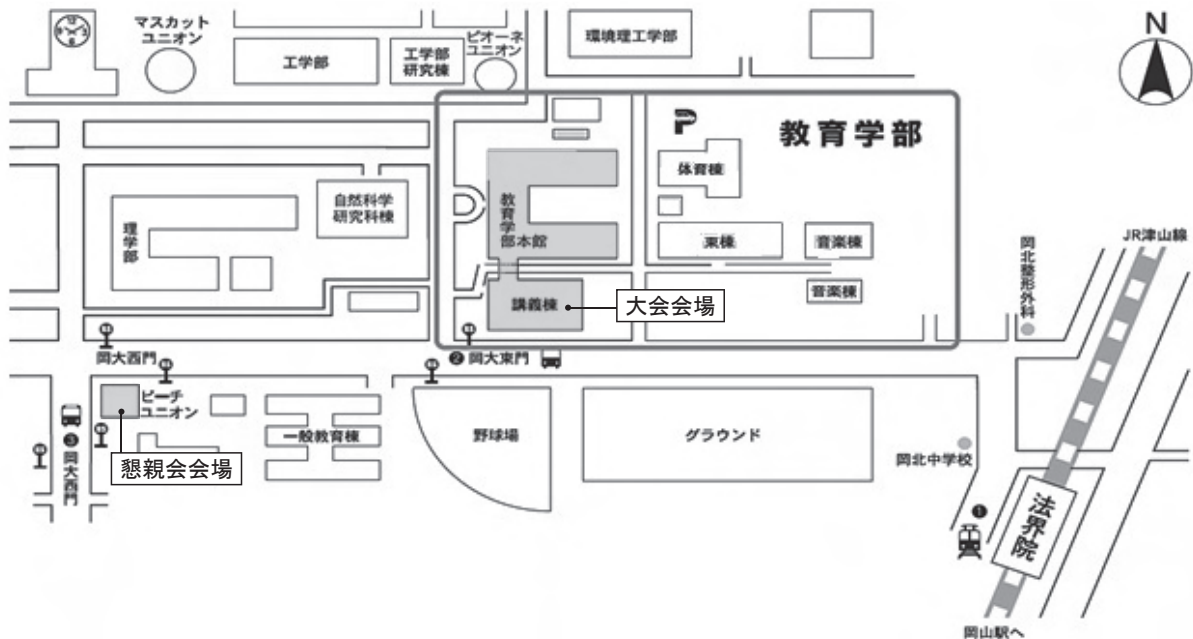 マスカット
ユニオン
工学部
工学部
研究棟
ピオーネ
ユニオン
環境理工学部
N
P
教育学部
体育棟
自然科学
研究科棟
理学部
教育学部本館
東棟
音楽棟
音楽棟
講義棟
大会会場
岡北整形外科
JR津山線
岡大西門
❷岡大東門
ピーチ
ユニオン
❸岡大西門
懇親会会場
一般教育棟
野球場
グラウンド
岡北中学校
❶
法界院
岡山駅へ